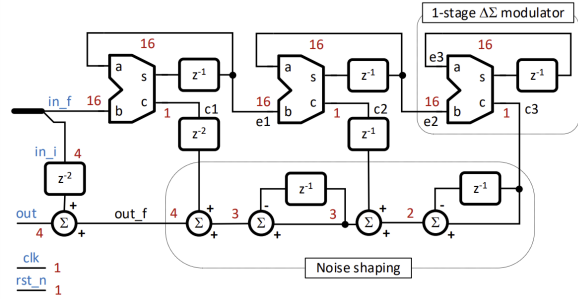 1-stage ΔΣ modulator
16
16
16
a
s
z⁻¹
a
s
z⁻¹
e3
a
s
z⁻¹
in_f
16
b
c
1
c1
16
b
c
1
c2
16
b
c
1
c3
e1
e2
in_i
4
z⁻²
z⁻²
z⁻¹
z⁻¹
z⁻¹
out
4
+
Σ
+
out_f
4
+
Σ
+
3
-
Σ
+
3
+
Σ
+
2
-
Σ
+
clk
1
rst_n
1
Noise shaping